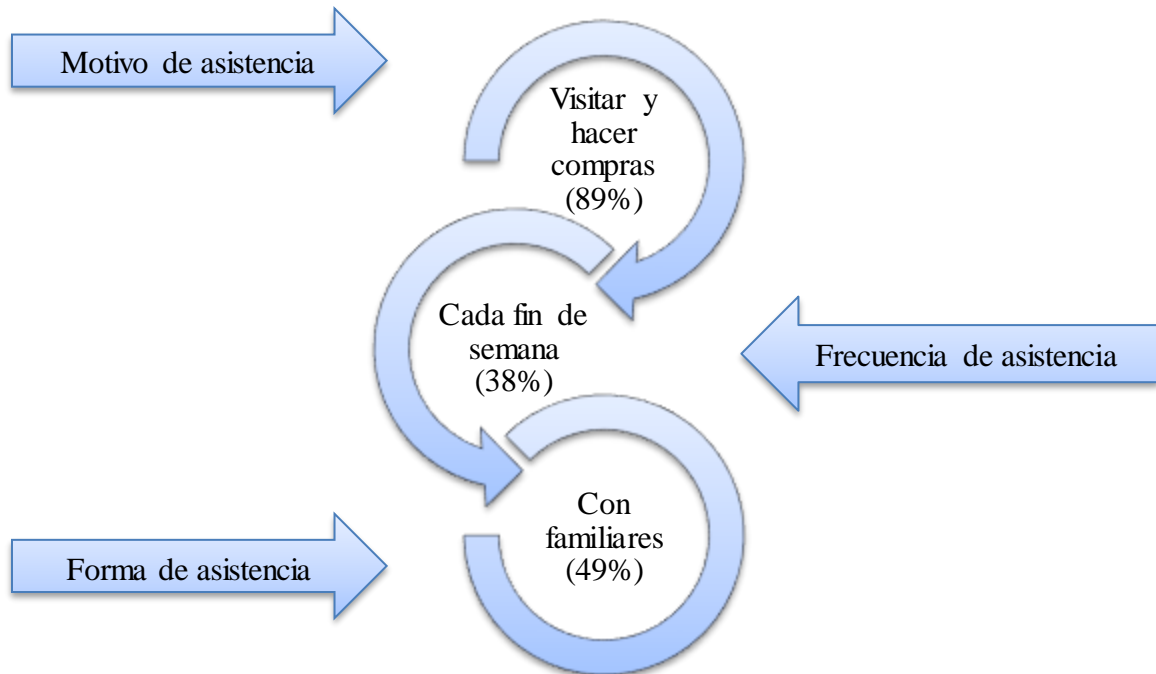 Motivo de asistencia
Visitar y
hacer
compras
(89%)
Cada fin de
semana
(38%)
Frecuencia de asistencia
Con
familiares
(49%)
Forma de asistencia